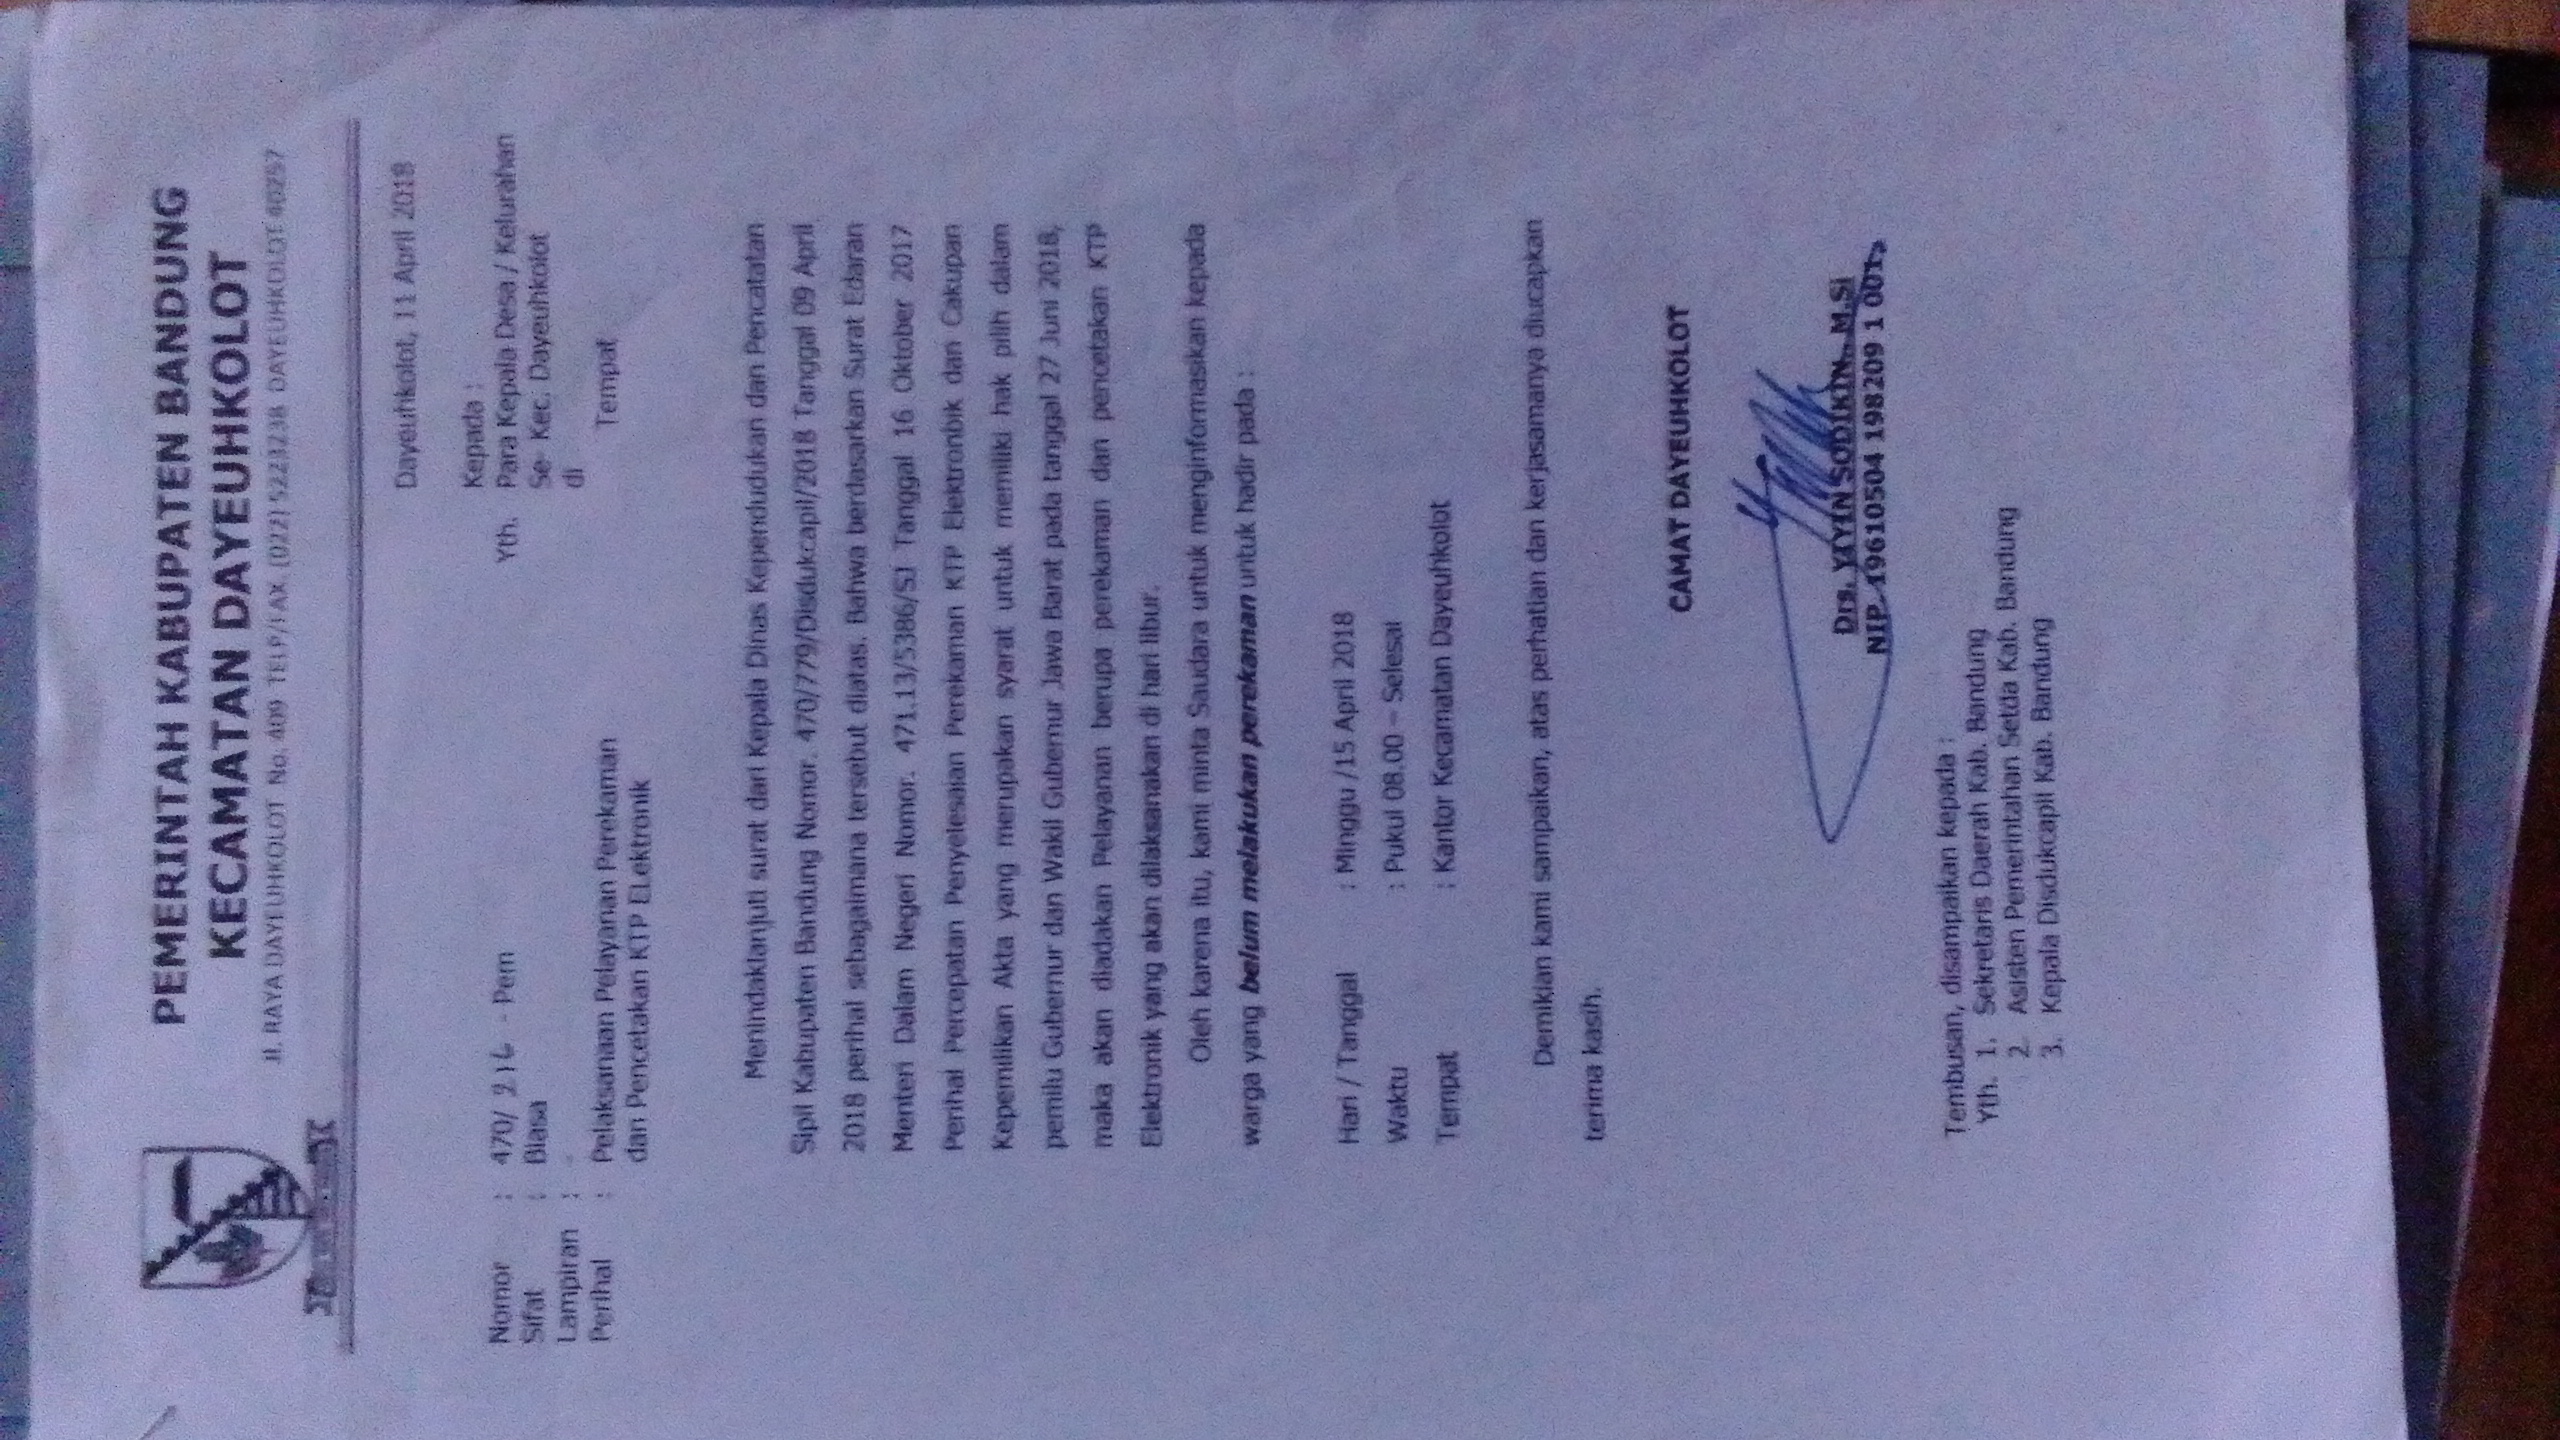 PEMERINTAH KABUPATEN BANDUNG
KECAMATAN DAYEUHKOLOT
Jl. RAYA DAYEUHKOLOT No. 409 TELP/FAX. (022) 5223238 DAYEUHKOLOT 40257
Dayeuhkolot, 11 April 2018
Kepada :
Nomor : 470/ 216 - Pem
Yth. Para Kepala Desa / Kelurahan
Sifat : Biasa
Se- Kec. Dayeuhkolot
Lampiran : -
di
Perihal : Pelaksanaan Pelayanan Perekaman
Tempat
dan Pencetakan KTP ELektronik
Menindaklanjuti surat dari Kepala Dinas Kependudukan dan Pencatatan
Sipil Kabupaten Bandung Nomor. 470/779/Disdukcapil/2018 Tanggal 09 April
2018 perihal sebagaimana tersebut diatas. Bahwa berdasarkan Surat Edaran
Menteri Dalam Negeri Nomor. 471.13/5386/SJ Tanggal 16 Oktober 2017
Perihal Percepatan Penyelesaian Perekaman KTP Elektronbik dan Cakupan
Kepemilikan Akta yang merupakan syarat untuk memiliki hak pilih dalam
pemilu Gubernur dan Wakil Gubernur Jawa Barat pada tanggal 27 Juni 2018,
maka akan diadakan Pelayanan berupa perekaman dan pencetakan KTP
Elektronik yang akan dilaksanakan di hari libur.
Oleh karena itu, kami minta Saudara untuk menginformasikan kepada
warga yang belum melakukan perekaman untuk hadir pada :
Hari / Tanggal : Minggu /15 April 2018
Waktu : Pukul 08.00 – Selesai
Tempat : Kantor Kecamatan Dayeuhkolot
Demikian kami sampaikan, atas perhatian dan kerjasamanya diucapkan
terima kasih.
CAMAT DAYEUHKOLOT
Drs. YIYIN SODIKIN., M.Si
NIP. 19610504 198209 1 001
Tembusan, disampaikan kepada :
Yth. 1. Sekretaris Daerah Kab. Bandung
2. Asisten Pemerintahan Setda Kab. Bandung
3. Kepala Disdukcapil Kab. Bandung